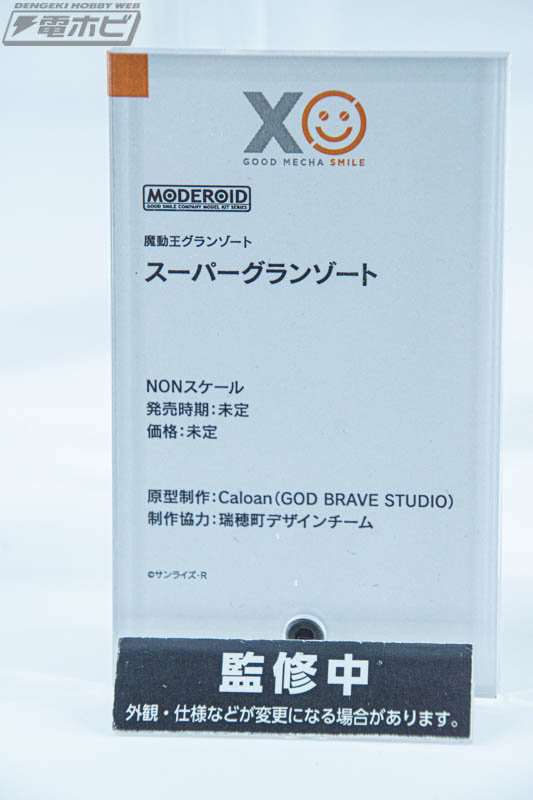 DENGEKI HOBBY WEB
電ホビ
XO
GOOD MECHA SMILE
MODEROID
GOOD SMILE COMPANY MODEL KIT SERIES
魔動王グランゾート
スーパーグランゾート
NONスケール
発売時期：未定
価格：未定
原型制作：Caloan（GOD BRAVE STUDIO）
制作協力：瑞穂町デザインチーム
©サンライズ・R
監修中
外観・仕様などが変更になる場合があります。